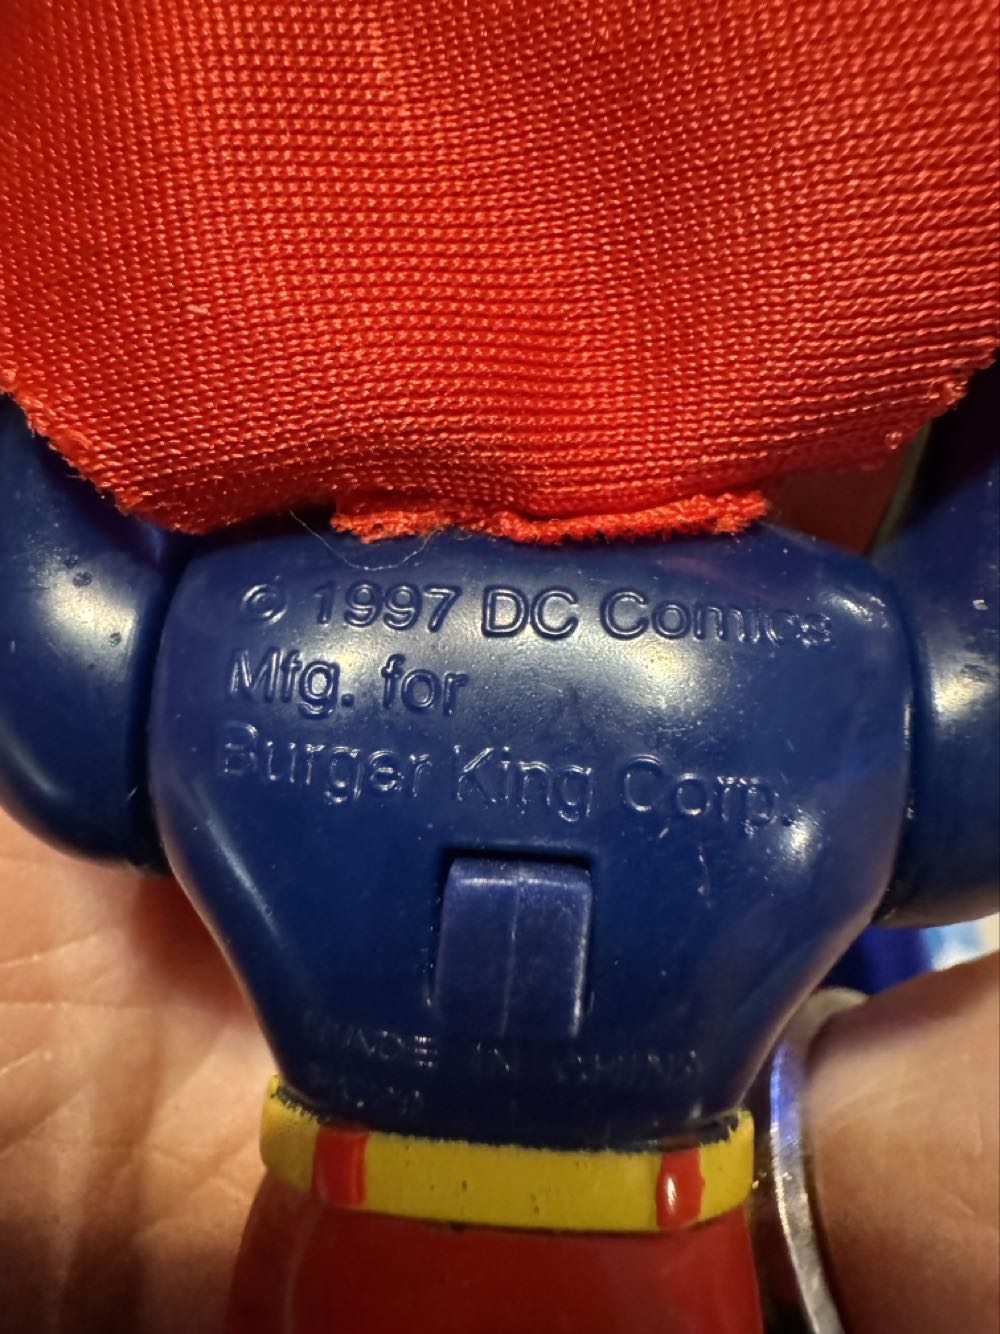 © 1997 DC Comics
Mfg. for
Burger King Corp.
MADE IN CHINA